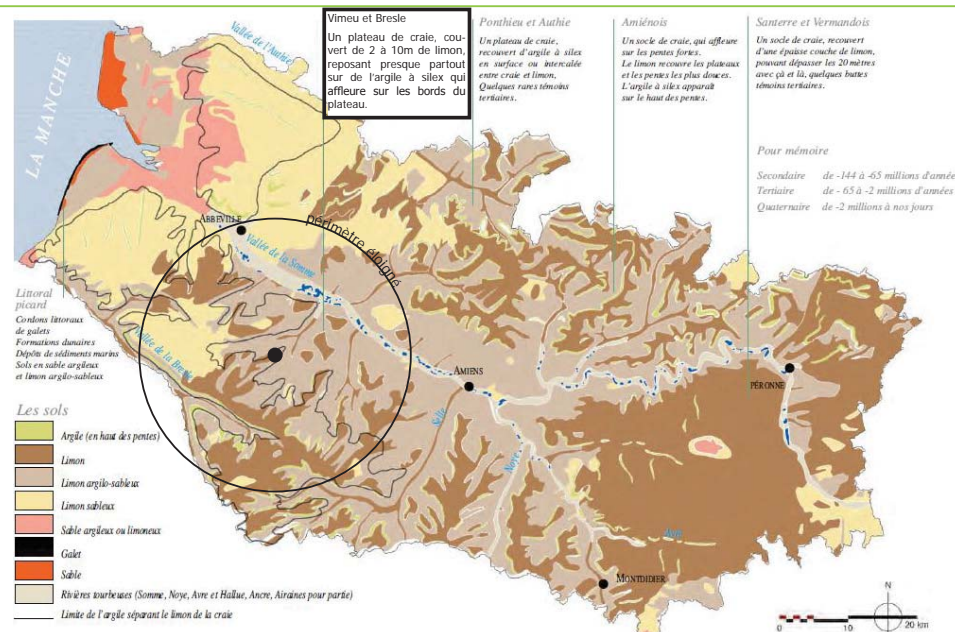 Vimeu et Bresle
Un plateau de craie, cou-
vert de 2 à 10m de limon,
reposant presque partout
sur de l'argile à silex qui
affleure sur les bords du
plateau.
Ponthieu et Authie
Un plateau de craie,
recouvert d'argile à silex
en surface ou intercalée
entre craie et limon,
Quelques rares témoins
tertiaires.
Amiénois
Un socle de craie, qui affleure
sur les pentes fortes.
Le limon recouvre les plateaux
et les pentes les plus douces.
L'argile à silex apparaît
sur le haut des pentes.
Santerre et Vermandois
Un socle de craie, recouvert
d'une épaisse couche de limon,
pouvant dépasser les 20 mètres
avec çà et là, quelques buttes
témoins tertiaires.
Pour mémoire
Secondaire de -144 à -65 millions d'année
Tertiaire de - 65 à -2 millions d'années
Quaternaire de -2 millions à nos jours
LA MANCHE
Vallée de l'Authie
ABBEVILLE
périmètre éloigné
Vallée de la Somme
Vallée de la Bresle
AMIENS
PÉRONNE
Selle
Noye
Avre
MONTDIDIER
Littoral
picard
Cordons littoraux
de galets
Formations dunaires
Dépôts de sédiments marins
Sols en sable argileux
et limon argilo-sableux
Les sols
Argile (en haut des pentes)
Limon
Limon argilo-sableux
Limon sableux
Sable argileux ou limoneux
Galet
Sable
Rivières tourbeuses (Somme, Noye, Avre et Hallue, Ancre, Airaines pour partie)
Limite de l'argile séparant le limon de la craie
N
0 10 20 km